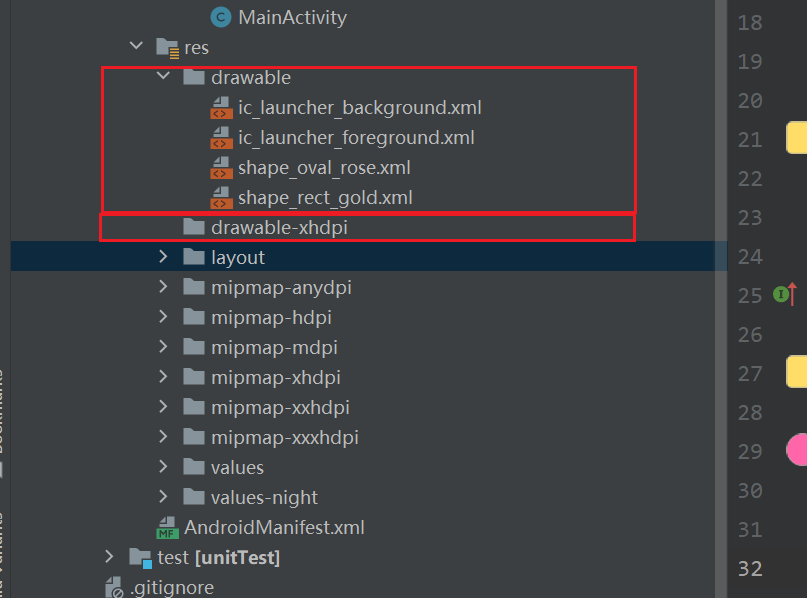 MainActivity
res
drawable
ic_launcher_background.xml
ic_launcher_foreground.xml
shape_oval_rose.xml
shape_rect_gold.xml
drawable-xhdpi
layout
mipmap-anydpi
mipmap-hdpi
mipmap-mdpi
mipmap-xhdpi
mipmap-xxhdpi
mipmap-xxxhdpi
values
values-night
AndroidManifest.xml
test [unitTest]
.gitignore
18
19
20
21
22
23
24
25
26
27
28
29
30
31
32